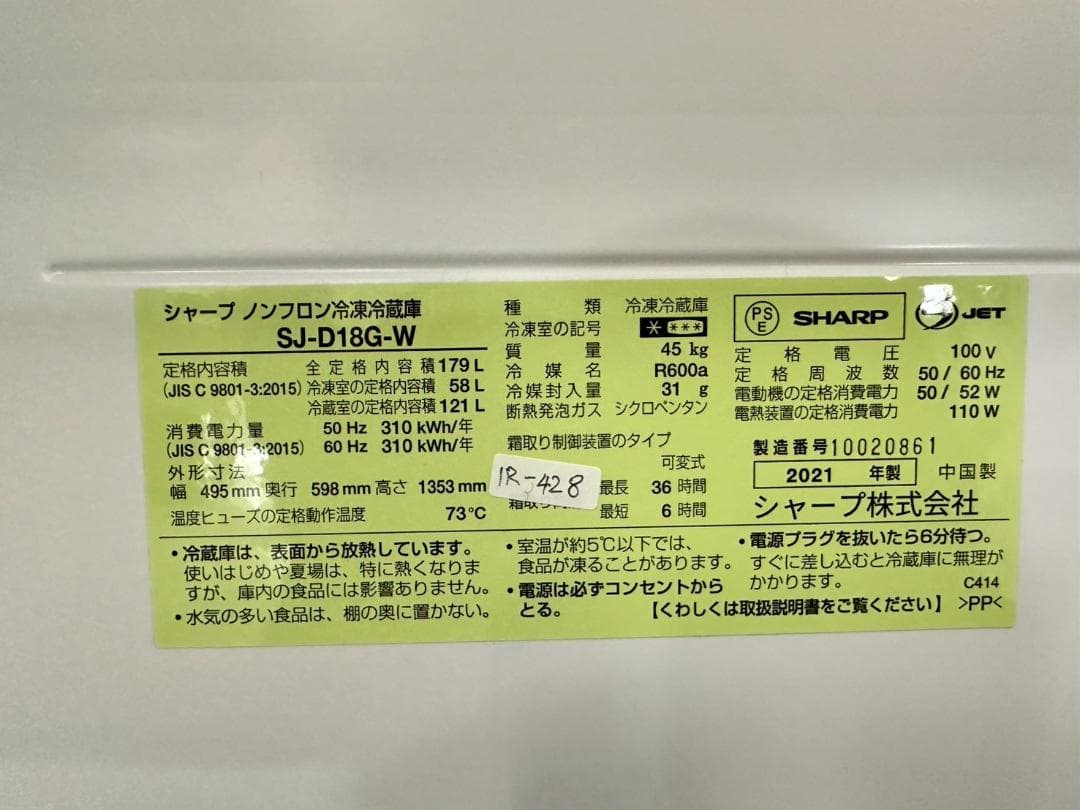 シャープ ノンフロン冷凍冷蔵庫
SJ-D18G-W
定格内容積 全定格内容積 179 L
(JIS C 9801-3:2015) 冷凍室の定格内容積 58 L
冷蔵室の定格内容積 121 L
消費電力量 50 Hz 310 kWh/年
(JIS C 9801-3:2015) 60 Hz 310 kWh/年
外形寸法
幅 495 mm 奥行 598 mm 高さ 1353 mm
温度ヒューズの定格動作温度 73℃
種類 冷凍冷蔵庫
冷凍室の記号 * ***
質量 45 kg
冷媒名 R600a
冷媒封入量 31 g
断熱発泡ガス シクロペンタン
霜取り制御装置のタイプ
可変式
1R-428
最長 36 時間
霜取り
最短 6 時間
PS E SHARP JET
定格電圧 100 V
定格周波数 50 / 60 Hz
電動機の定格消費電力 50 / 52 W
電熱装置の定格消費電力 110 W
製造番号 10020861
2021 年製 中国製
シャープ株式会社
・冷蔵庫は、表面から放熱しています。
使いはじめや夏場は、特に熱くなりま
すが、庫内の食品には影響ありません。
・水気の多い食品は、棚の奥に置かない。
・室温が約5℃以下では、
食品が凍ることがあります。
・電源は必ずコンセントから
とる。
・電源プラグを抜いたら6分待つ。
すぐに差し込むと冷蔵庫に無理が
かかります。 C414
【くわしくは取扱説明書をご覧ください】 >PP<